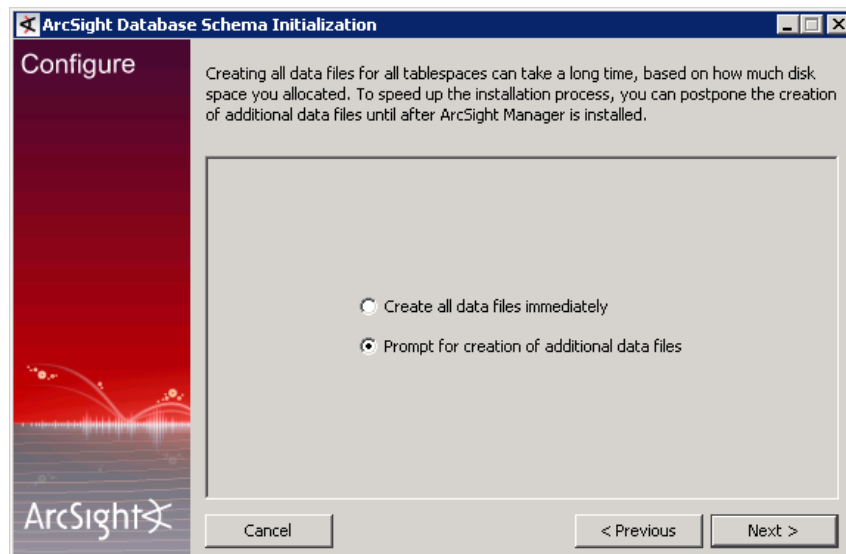 ArcSight Database Schema Initialization
Configure
Creating all data files for all tablespaces can take a long time, based on how much disk
space you allocated. To speed up the installation process, you can postpone the creation
of additional data files until after ArcSight Manager is installed.
Create all data files immediately
Prompt for creation of additional data files
ArcSight
Cancel
< Previous
Next >